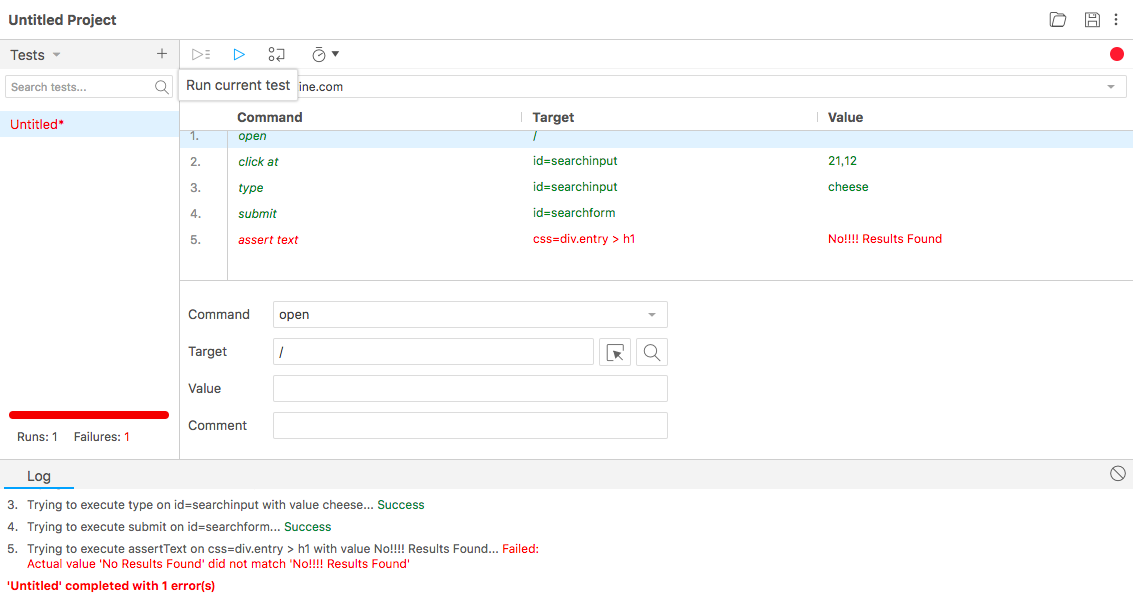 Untitled Project
Tests
Search tests...
Run current test
ine.com
Untitled*
Command Target Value
1. open /
2. click at id=searchinput 21,12
3. type id=searchinput cheese
4. submit id=searchform
5. assert text css=div.entry > h1 No!!!! Results Found
Command open
Target /
Value
Comment
Runs: 1 Failures: 1
Log
3. Trying to execute type on id=searchinput with value cheese... Success
4. Trying to execute submit on id=searchform... Success
5. Trying to execute assertText on css=div.entry > h1 with value No!!!! Results Found... Failed:
Actual value 'No Results Found' did not match 'No!!!! Results Found'
'Untitled' completed with 1 error(s)